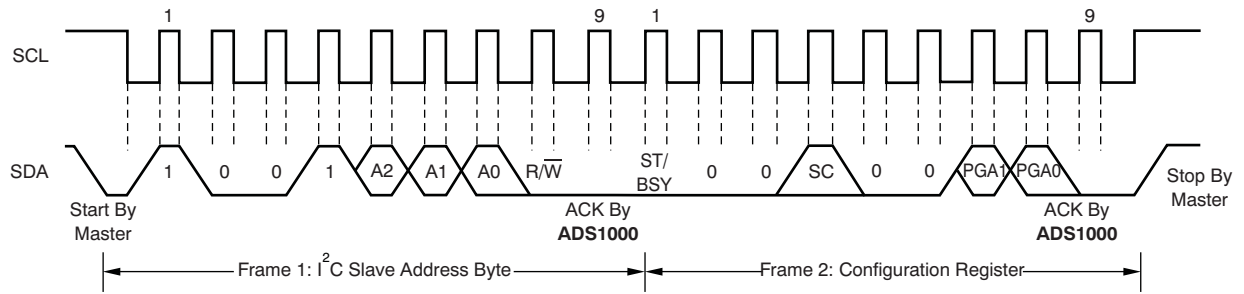 1 9 1 9
SCL
SDA 1 0 0 1 A2 A1 A0 R/W ST/BSY 0 0 SC 0 0 PGA1 PGA0
Start By Master
ACK By ADS1000
ACK By ADS1000
Stop By Master
Frame 1: I2C Slave Address Byte
Frame 2: Configuration Register